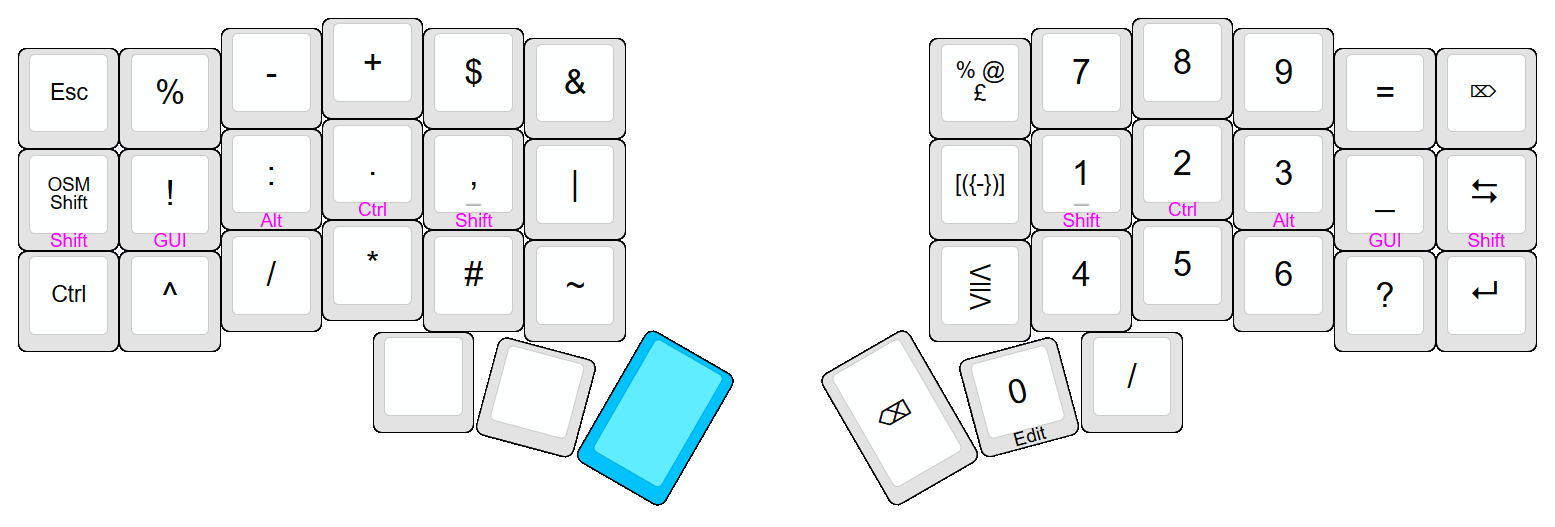 Esc % - + $ &
% @ 7 8 9 = ⌦
£
OSM ! : . , |
Shift
Shift GUI Alt Ctrl Shift
[({-})] 1 2 3 _ ⇆
Shift Ctrl Alt GUI Shift
Ctrl ^ / * # ~
⋚ 4 5 6 ? ↵
⌫ 0 /
Edit